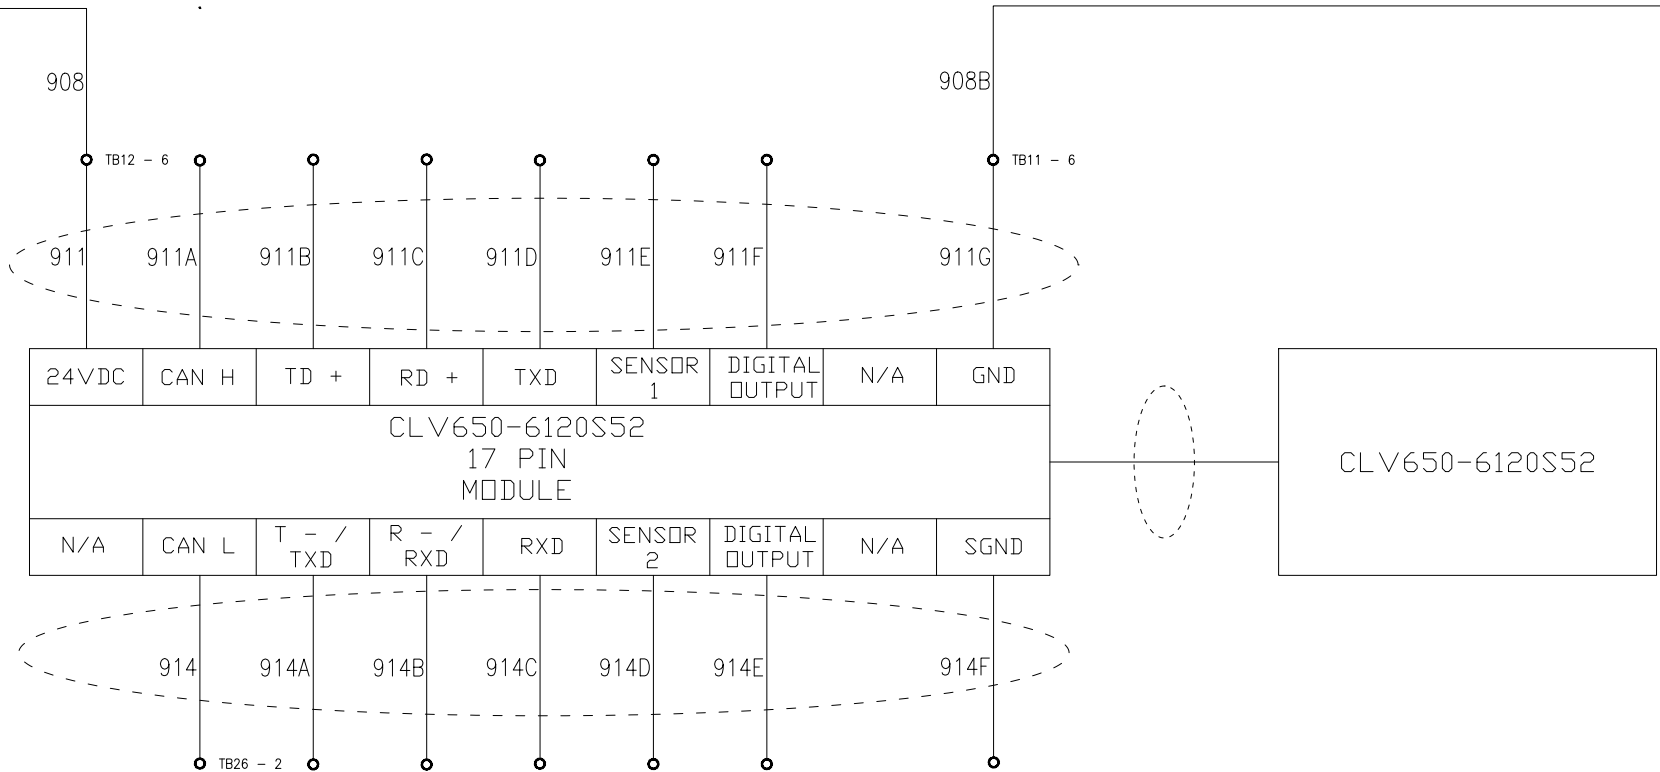 908
908B
TB12 - 6
TB11 - 6
911
911A
911B
911C
911D
911E
911F
911G
24VDC
CAN H
TD +
RD +
TXD
SENSOR
1
DIGITAL
OUTPUT
N/A
GND
CLV650-6120S52
17 PIN
MODULE
CLV650-6120S52
N/A
CAN L
T - /
TXD
R - /
RXD
RXD
SENSOR
2
DIGITAL
OUTPUT
N/A
SGND
914
914A
914B
914C
914D
914E
914F
TB26 - 2